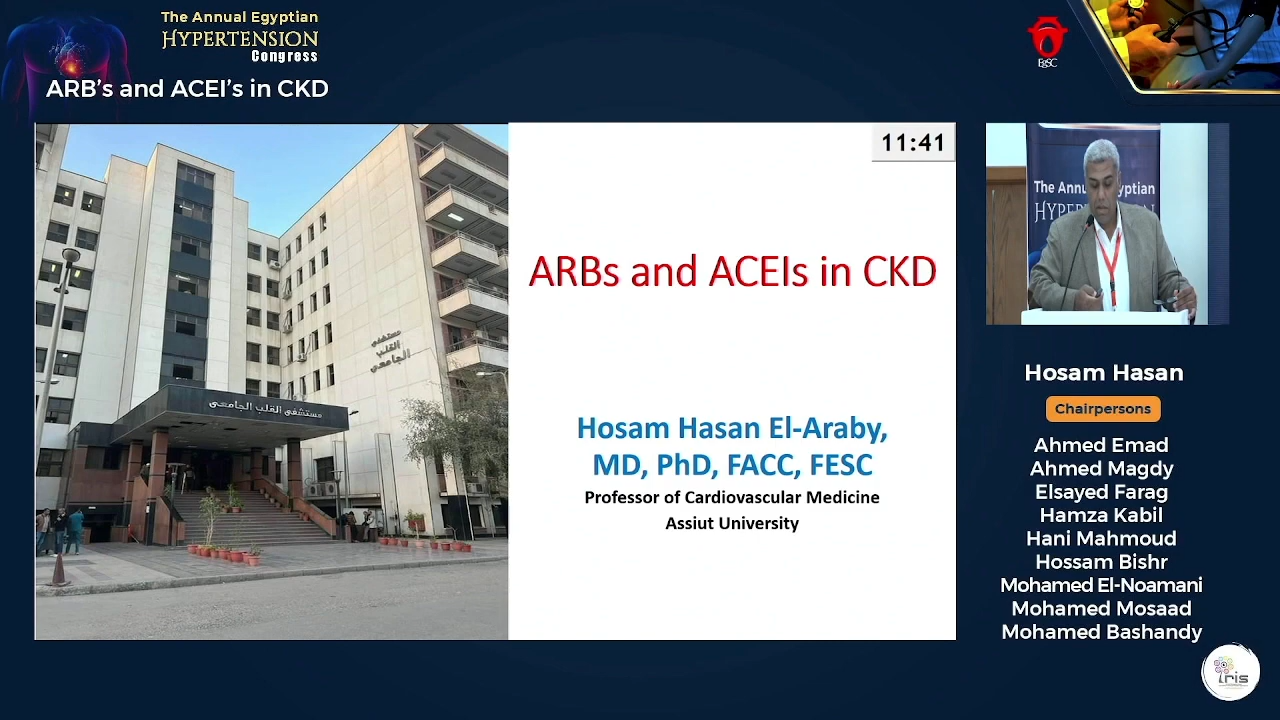 The Annual Egyptian
HYPERTENSION
Congress
ARB's and ACEI's in CKD
EgSC
11:41
مستشفى
القلب
الجامعي
مستشفى القلب الجامعى
ARBs and ACEIs in CKD
Hosam Hasan El-Araby,
MD, PhD, FACC, FESC
Professor of Cardiovascular Medicine
Assiut University
The Annual Egyptian
HYP
Hosam Hasan
Chairpersons
Ahmed Emad
Ahmed Magdy
Elsayed Farag
Hamza Kabil
Hani Mahmoud
Hossam Bishr
Mohamed El-Noamani
Mohamed Mosaad
Mohamed Bashandy
iris